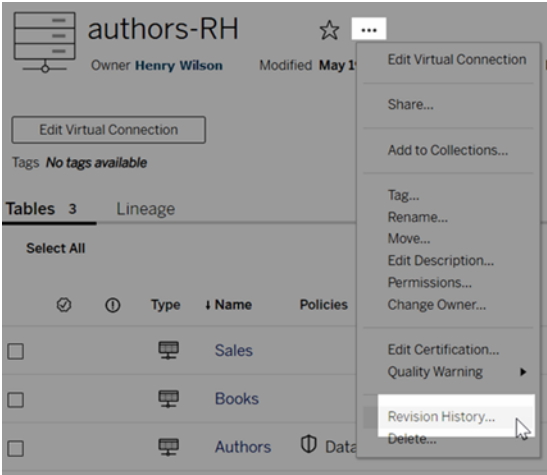 authors-RH
Owner Henry Wilson Modified May 1
Edit Virtual Connection
Tags No tags available
Tables 3 Lineage
Select All
Type ↓ Name Policies
Sales
Books
Authors Data
Edit Virtual Connection
Share...
Add to Collections...
Tag...
Rename...
Move...
Edit Description...
Permissions...
Change Owner...
Edit Certification...
Quality Warning
Revision History...
Delete...